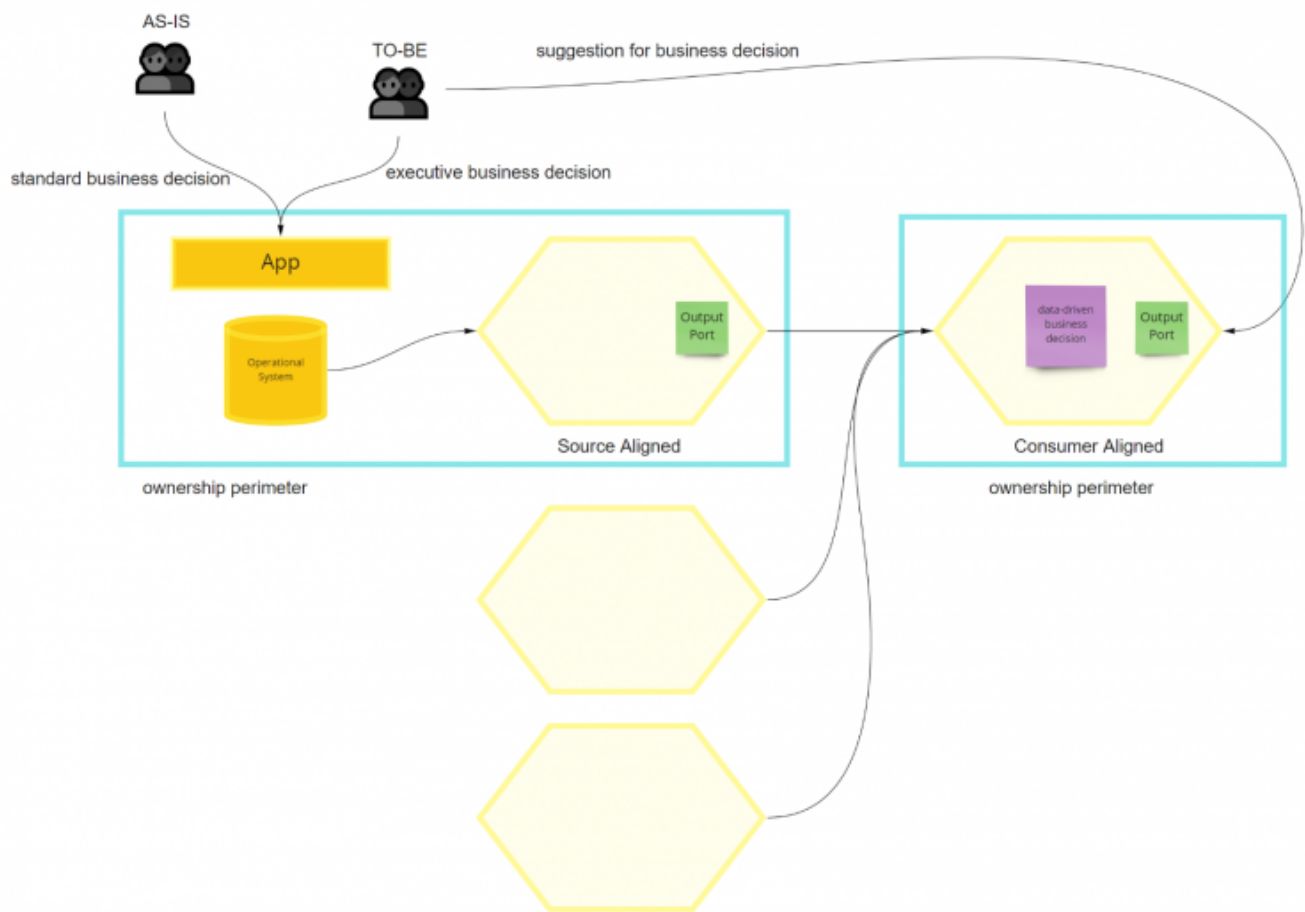 AS-IS
TO-BE
suggestion for business decision
standard business decision
executive business decision
App
Operational
System
Output
Port
Source Aligned
ownership perimeter
data-driven
business
decision
Output
Port
Consumer Aligned
ownership perimeter